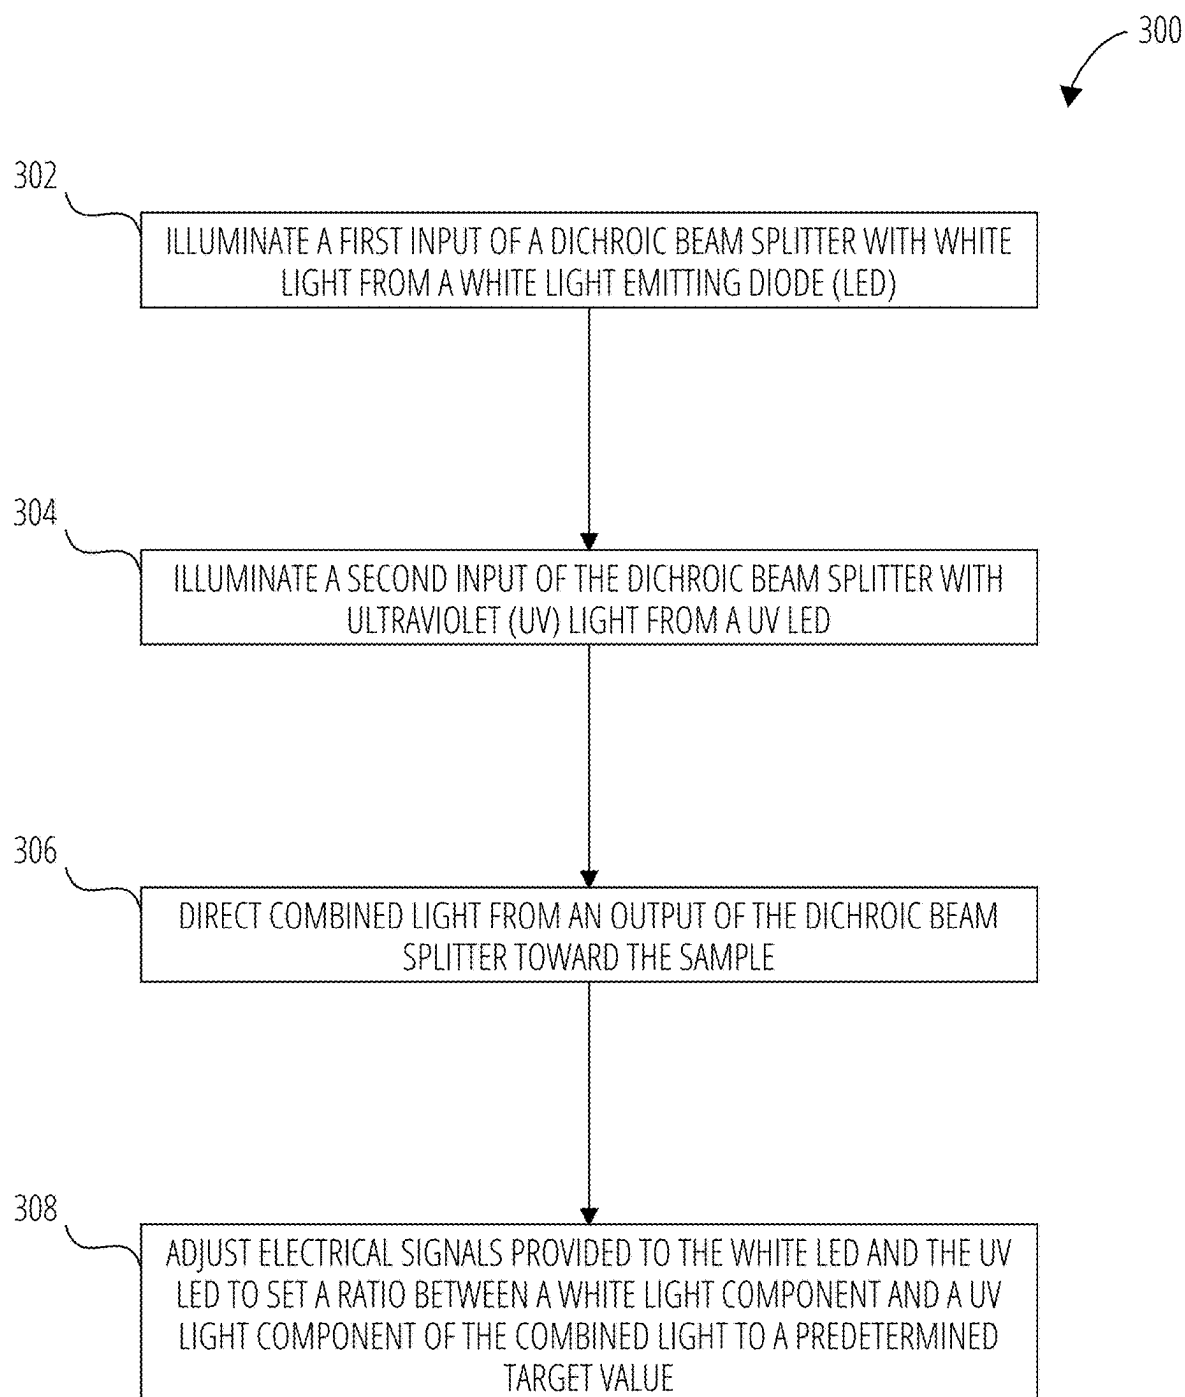 300
302
ILLUMINATE A FIRST INPUT OF A DICHROIC BEAM SPLITTER WITH WHITE
LIGHT FROM A WHITE LIGHT EMITTING DIODE (LED)
304
ILLUMINATE A SECOND INPUT OF THE DICHROIC BEAM SPLITTER WITH
ULTRAVIOLET (UV) LIGHT FROM A UV LED
306
DIRECT COMBINED LIGHT FROM AN OUTPUT OF THE DICHROIC BEAM
SPLITTER TOWARD THE SAMPLE
308
ADJUST ELECTRICAL SIGNALS PROVIDED TO THE WHITE LED AND THE UV
LED TO SET A RATIO BETWEEN A WHITE LIGHT COMPONENT AND A UV
LIGHT COMPONENT OF THE COMBINED LIGHT TO A PREDETERMINED
TARGET VALUE